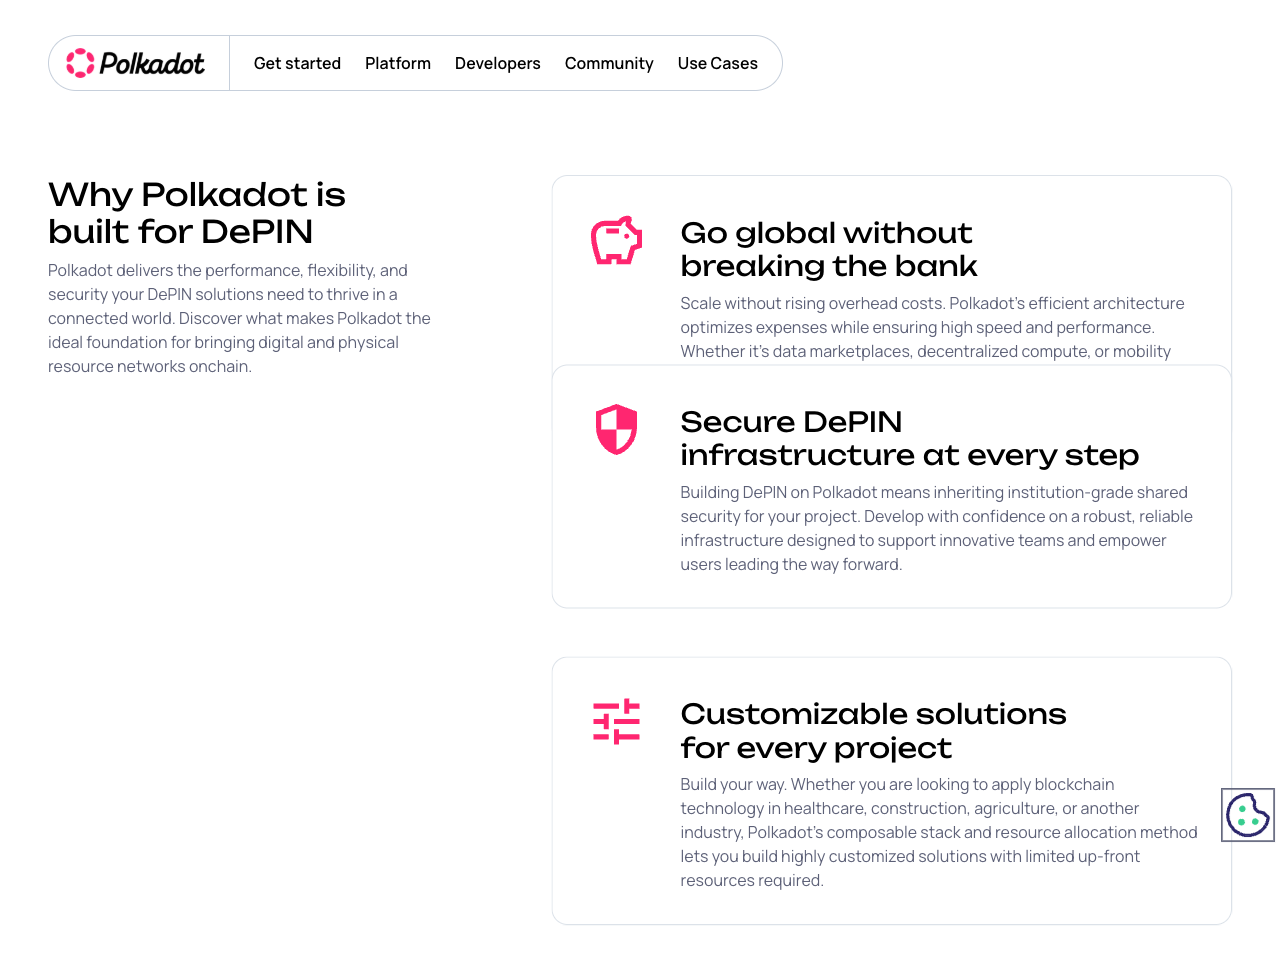 Polkadot
Get started
Platform
Developers
Community
Use Cases
Why Polkadot is
built for DePIN
Polkadot delivers the performance, flexibility, and
security your DePIN solutions need to thrive in a
connected world. Discover what makes Polkadot the
ideal foundation for bringing digital and physical
resource networks onchain.
Go global without
breaking the bank
Scale without rising overhead costs. Polkadot's efficient architecture
optimizes expenses while ensuring high speed and performance.
Whether it's data marketplaces, decentralized compute, or mobility
Secure DePIN
infrastructure at every step
Building DePIN on Polkadot means inheriting institution-grade shared
security for your project. Develop with confidence on a robust, reliable
infrastructure designed to support innovative teams and empower
users leading the way forward.
Customizable solutions
for every project
Build your way. Whether you are looking to apply blockchain
technology in healthcare, construction, agriculture, or another
industry, Polkadot's composable stack and resource allocation method
lets you build highly customized solutions with limited up-front
resources required.